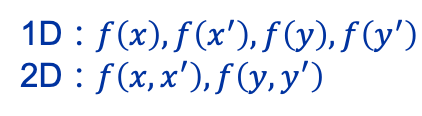 1D : f(x), f(x′), f(y), f(y′)
2D : f(x, x′), f(y, y′)